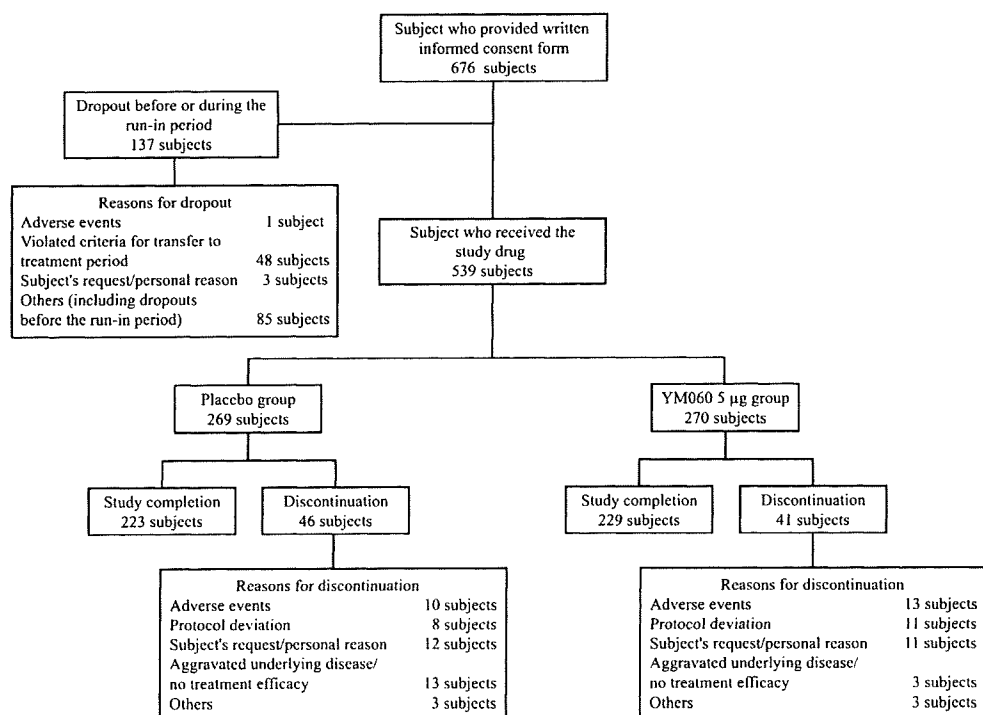 Subject who provided written
informed consent form
676 subjects
Dropout before or during the
run-in period
137 subjects
Reasons for dropout
Adverse events 1 subject
Violated criteria for transfer to
treatment period 48 subjects
Subject's request/personal reason 3 subjects
Others (including dropouts
before the run-in period) 85 subjects
Subject who received the
study drug
539 subjects
Placebo group
269 subjects
YM060 5 µg group
270 subjects
Study completion
223 subjects
Discontinuation
46 subjects
Study completion
229 subjects
Discontinuation
41 subjects
Reasons for discontinuation
Adverse events 10 subjects
Protocol deviation 8 subjects
Subject's request/personal reason 12 subjects
Aggravated underlying disease/
no treatment efficacy 13 subjects
Others 3 subjects
Reasons for discontinuation
Adverse events 13 subjects
Protocol deviation 11 subjects
Subject's request/personal reason 11 subjects
Aggravated underlying disease/
no treatment efficacy 3 subjects
Others 3 subjects